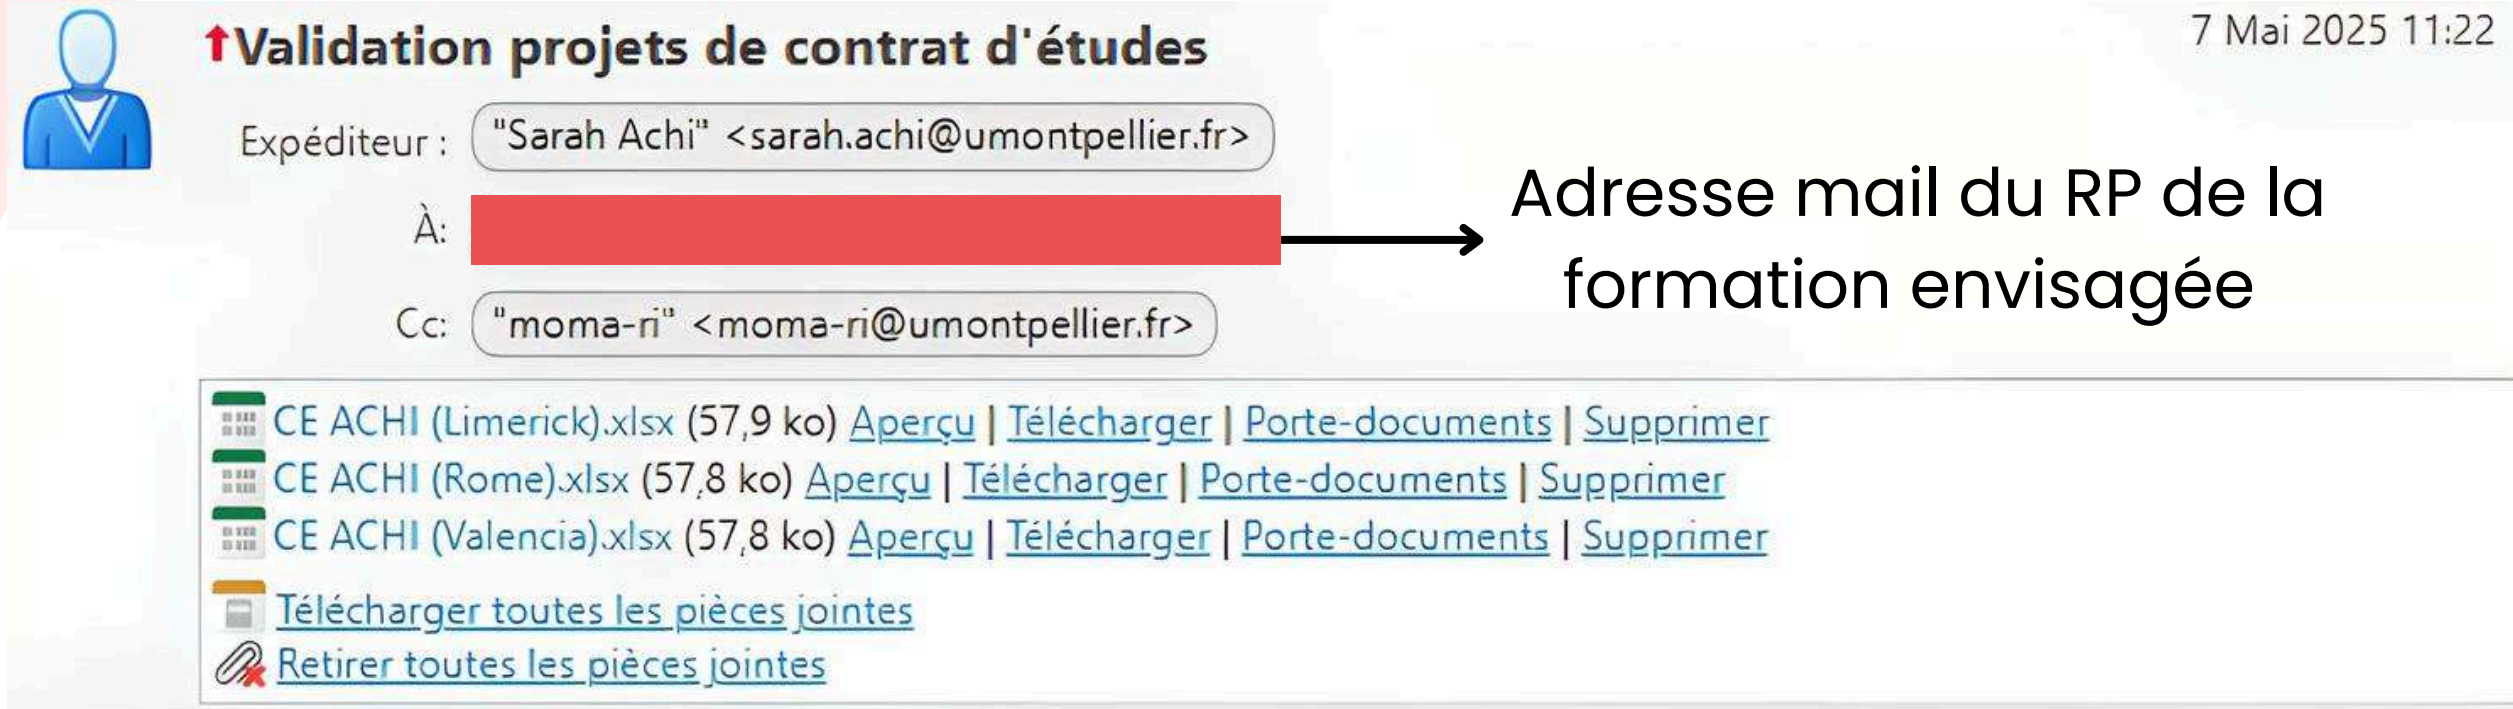 ↑Validation projets de contrat d'études
7 Mai 2025 11:22
Expéditeur : "Sarah Achi" <sarah.achi@umontpellier.fr>
À:
Adresse mail du RP de la
formation envisagée
Cc: "moma-ri" <moma-ri@umontpellier.fr>
CE ACHI (Limerick).xlsx (57,9 ko) Aperçu | Télécharger | Porte-documents | Supprimer
CE ACHI (Rome).xlsx (57,8 ko) Aperçu | Télécharger | Porte-documents | Supprimer
CE ACHI (Valencia).xlsx (57,8 ko) Aperçu | Télécharger | Porte-documents | Supprimer
Télécharger toutes les pièces jointes
Retirer toutes les pièces jointes